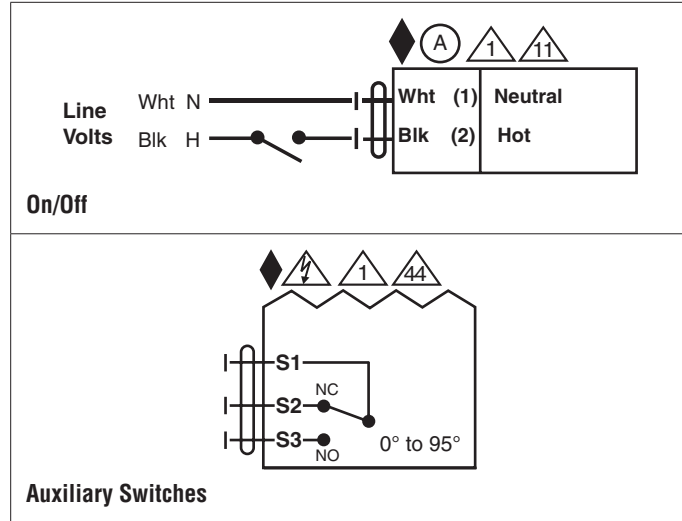 A 1 11
Line Volts
Wht N
Blk H
Wht (1) Neutral
Blk (2) Hot
On/Off
1 44
S1
NC
S2
S3
NO
0° to 95°
Auxiliary Switches